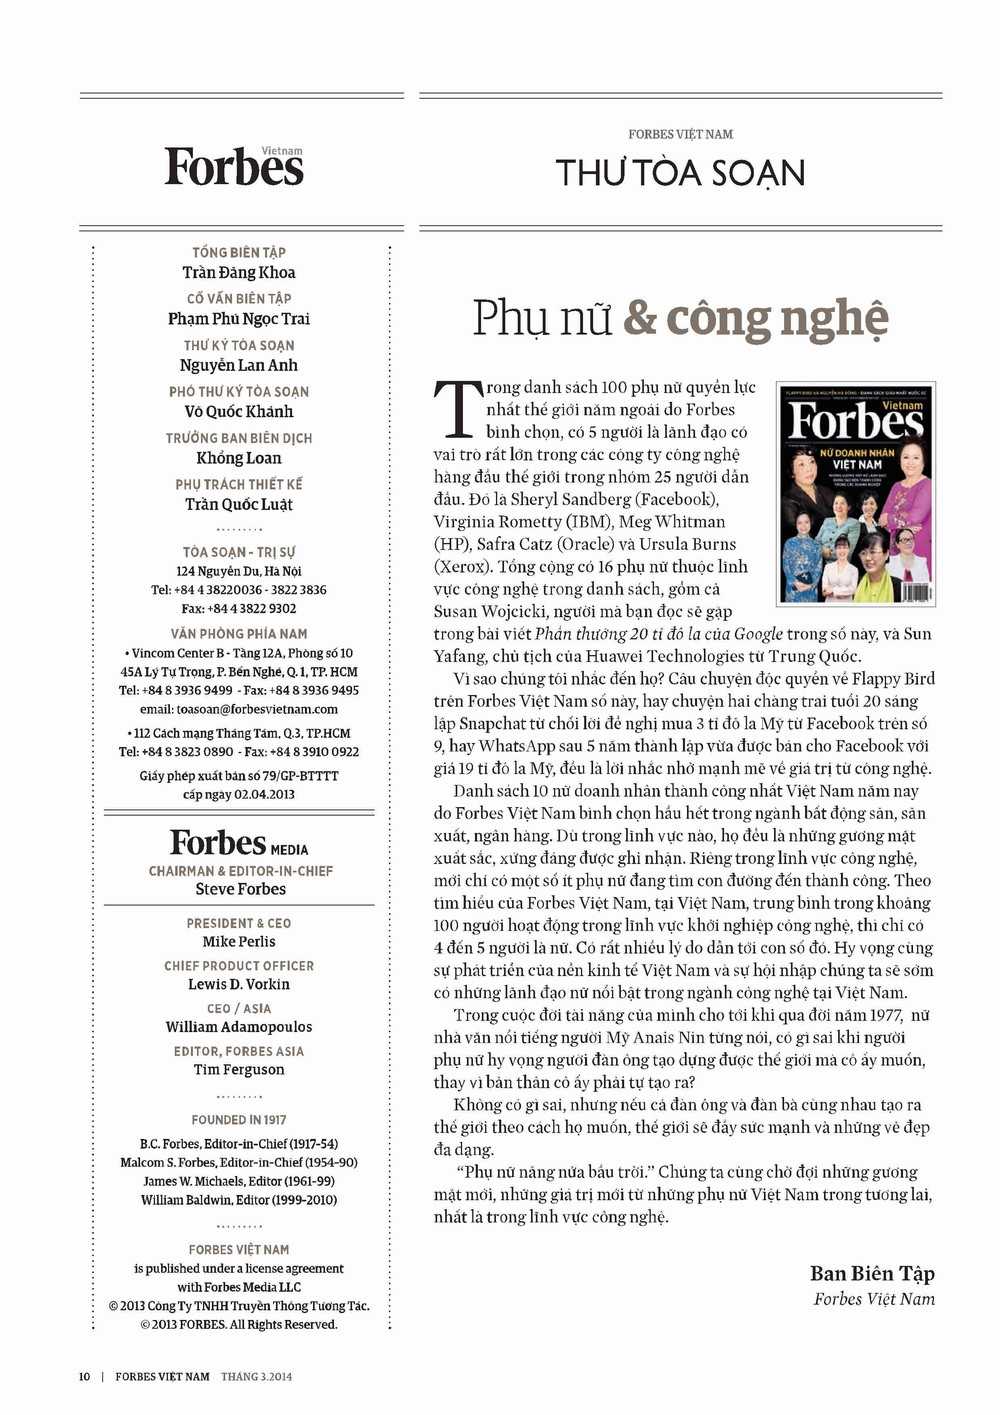 Forbes Vietnam
TỔNG BIÊN TẬP
Trần Đăng Khoa
CỐ VẤN BIÊN TẬP
Phạm Phú Ngọc Trai
THƯ KÝ TÒA SOẠN
Nguyễn Lan Anh
PHÓ THƯ KÝ TÒA SOẠN
Võ Quốc Khánh
TRƯỞNG BAN BIÊN DỊCH
Khổng Loan
PHỤ TRÁCH THIẾT KẾ
Trần Quốc Luật
TÒA SOẠN - TRỊ SỰ
124 Nguyễn Du, Hà Nội
Tel: +84 4 38220036 - 3822 3836
Fax: +84 4 3822 9302
VĂN PHÒNG PHÍA NAM
• Vincom Center B - Tầng 12A, Phòng số 10
45A Lý Tự Trọng, P. Bến Nghé, Q. 1, TP. HCM
Tel: +84 8 3936 9499 - Fax: +84 8 3936 9495
email: toasoan@forbesvietnam.com
• 112 Cách mạng Tháng Tám, Q.3, TP.HCM
Tel: +84 8 3823 0890 - Fax: +84 8 3910 0922
Giấy phép xuất bản số 79/GP-BTTTT
cấp ngày 02.04.2013
Forbes MEDIA
CHAIRMAN & EDITOR-IN-CHIEF
Steve Forbes
PRESIDENT & CEO
Mike Perlis
CHIEF PRODUCT OFFICER
Lewis D. Vorkin
CEO / ASIA
William Adamopoulos
EDITOR, FORBES ASIA
Tim Ferguson
FOUNDED IN 1917
B.C. Forbes, Editor-in-Chief (1917-54)
Malcom S. Forbes, Editor-in-Chief (1954-90)
James W. Michaels, Editor (1961-99)
William Baldwin, Editor (1999-2010)
FORBES VIỆT NAM
is published under a license agreement
with Forbes Media LLC
© 2013 Công Ty TNHH Truyền Thông Tương Tác.
© 2013 FORBES. All Rights Reserved.
FORBES VIỆT NAM
THƯ TÒA SOẠN
Phụ nữ & công nghệ
Trong danh sách 100 phụ nữ quyền lực
nhất thế giới năm ngoái do Forbes
bình chọn, có 5 người là lãnh đạo có
vai trò rất lớn trong các công ty công nghệ
hàng đầu thế giới trong nhóm 25 người dẫn
đầu. Đó là Sheryl Sandberg (Facebook),
Virginia Rometty (IBM), Meg Whitman
(HP), Safra Catz (Oracle) và Ursula Burns
(Xerox). Tổng cộng có 16 phụ nữ thuộc lĩnh
vực công nghệ trong danh sách, gồm cả
Susan Wojcicki, người mà bạn đọc sẽ gặp
trong bài viết Phần thưởng 20 tỉ đô la của Google trong số này, và Sun
Yafang, chủ tịch của Huawei Technologies từ Trung Quốc.
Vì sao chúng tôi nhắc đến họ? Câu chuyện độc quyền về Flappy Bird
trên Forbes Việt Nam số này, hay chuyện hai chàng trai tuổi 20 sáng
lập Snapchat từ chối lời đề nghị mua 3 tỉ đô la Mỹ từ Facebook trên số
9, hay WhatsApp sau 5 năm thành lập vừa được bán cho Facebook với
giá 19 tỉ đô la Mỹ, đều là lời nhắc nhở mạnh mẽ về giá trị từ công nghệ.
Danh sách 10 nữ doanh nhân thành công nhất Việt Nam năm nay
do Forbes Việt Nam bình chọn hầu hết trong ngành bất động sản, sản
xuất, ngân hàng. Dù trong lĩnh vực nào, họ đều là những gương mặt
xuất sắc, xứng đáng được ghi nhận. Riêng trong lĩnh vực công nghệ,
mới chỉ có một số ít phụ nữ đang tìm con đường đến thành công. Theo
tìm hiểu của Forbes Việt Nam, tại Việt Nam, trung bình trong khoảng
100 người hoạt động trong lĩnh vực khởi nghiệp công nghệ, thì chỉ có
4 đến 5 người là nữ. Có rất nhiều lý do dẫn tới con số đó. Hy vọng cùng
sự phát triển của nền kinh tế Việt Nam và sự hội nhập chúng ta sẽ sớm
có những lãnh đạo nữ nổi bật trong ngành công nghệ tại Việt Nam.
Trong cuộc đời tài năng của mình cho tới khi qua đời năm 1977, nữ
nhà văn nổi tiếng người Mỹ Anais Nin từng nói, có gì sai khi người
phụ nữ hy vọng người đàn ông tạo dựng được thế giới mà cô ấy muốn,
thay vì bản thân cô ấy phải tự tạo ra?
Không có gì sai, nhưng nếu cả đàn ông và đàn bà cùng nhau tạo ra
thế giới theo cách họ muốn, thế giới sẽ đầy sức mạnh và những vẻ đẹp
đa dạng.
“Phụ nữ nâng nửa bầu trời.” Chúng ta cùng chờ đợi những gương
mặt mới, những giá trị mới từ những phụ nữ Việt Nam trong tương lai,
nhất là trong lĩnh vực công nghệ.
Ban Biên Tập
Forbes Việt Nam
Forbes Vietnam
NỮ DOANH NHÂN
VIỆT NAM
10 | FORBES VIỆT NAM THÁNG 3.2014